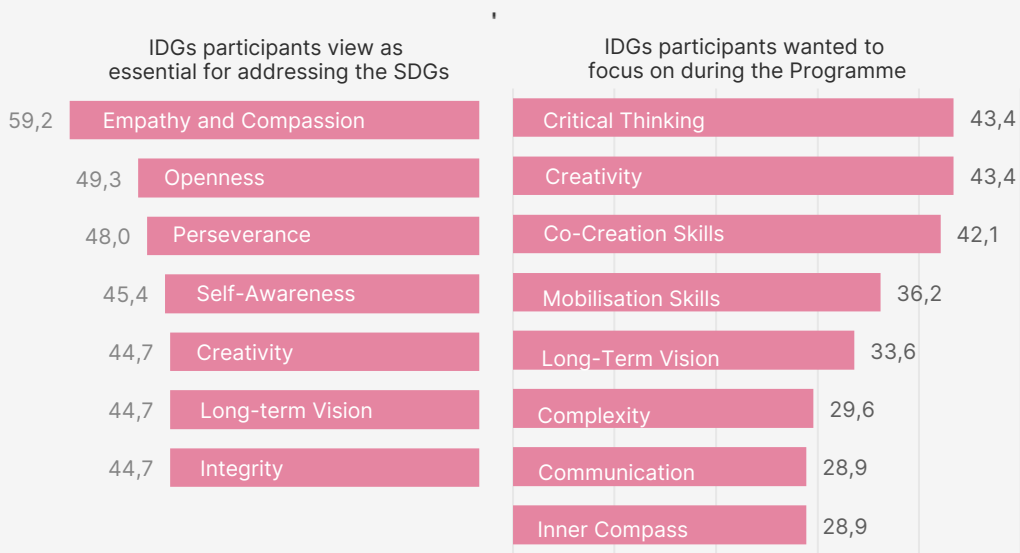 IDGs participants view as
essential for addressing the SDGs
59,2 Empathy and Compassion
49,3 Openness
48,0 Perseverance
45,4 Self-Awareness
44,7 Creativity
44,7 Long-term Vision
44,7 Integrity
IDGs participants wanted to
focus on during the Programme
Critical Thinking 43,4
Creativity 43,4
Co-Creation Skills 42,1
Mobilisation Skills 36,2
Long-Term Vision 33,6
Complexity 29,6
Communication 28,9
Inner Compass 28,9